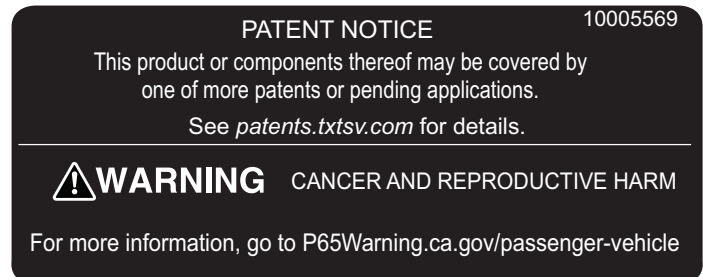 PATENT NOTICE 10005569
This product or components thereof may be covered by
one of more patents or pending applications.
See patents.txtsv.com for details.
WARNING CANCER AND REPRODUCTIVE HARM
For more information, go to P65Warning.ca.gov/passenger-vehicle